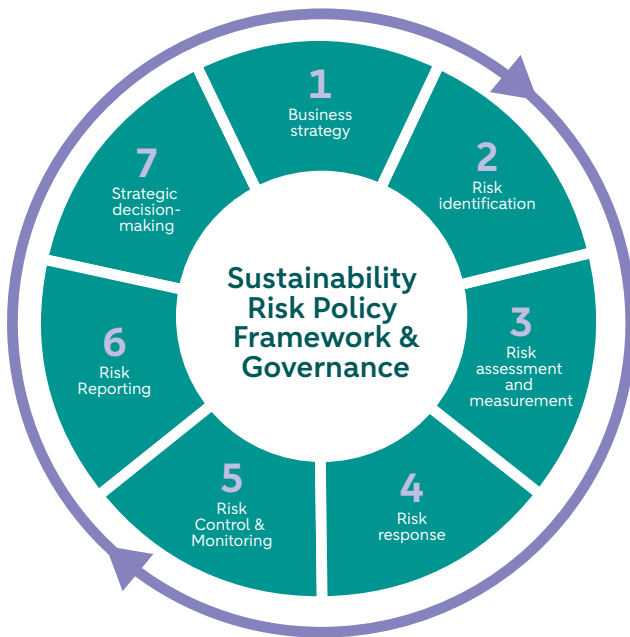 1
Business
strategy
2
Risk
identification
3
Risk
assessment
and
measurement
4
Risk
response
5
Risk
Control &
Monitoring
6
Risk
Reporting
7
Strategic
decision-
making
Sustainability
Risk Policy
Framework &
Governance